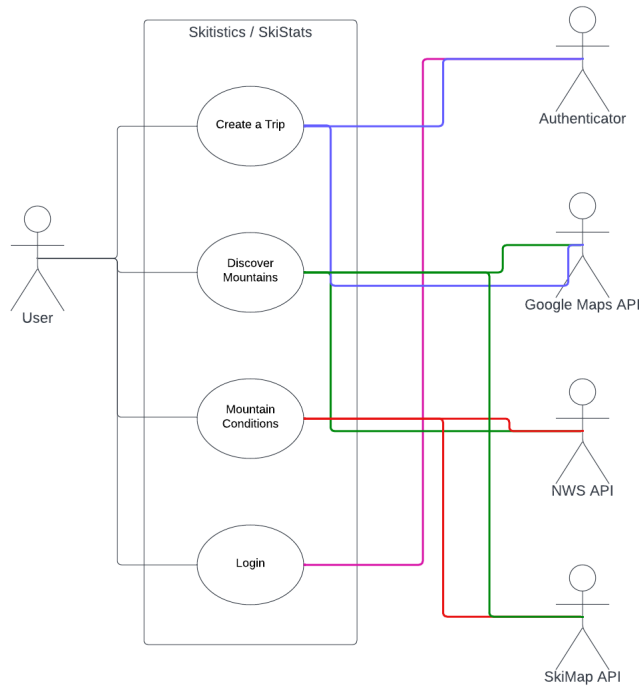 Skitistics / SkiStats
Create a Trip
Authenticator
Discover
Mountains
User
Google Maps API
Mountain
Conditions
NWS API
Login
SkiMap API